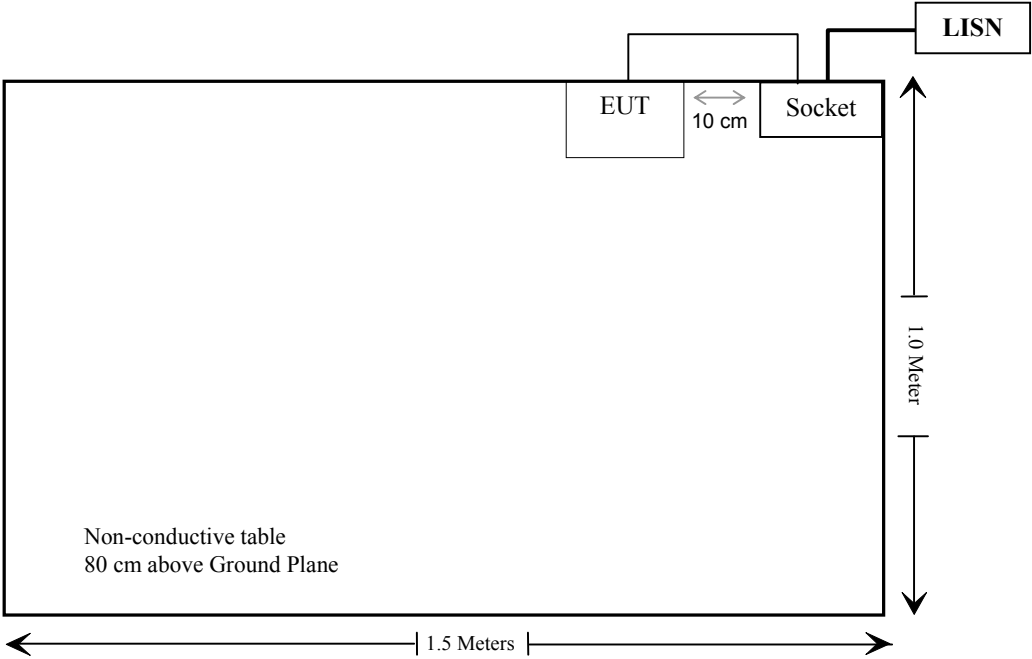 LISN
EUT
Socket
10 cm
1.0 Meter
Non-conductive table
80 cm above Ground Plane
1.5 Meters